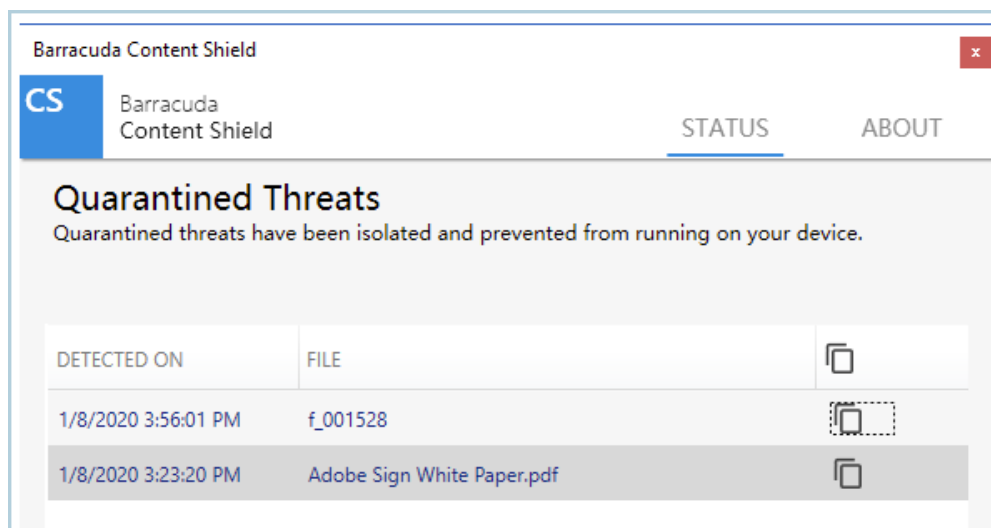 Barracuda Content Shield
x
CS
Barracuda
Content Shield
STATUS ABOUT
Quarantined Threats
Quarantined threats have been isolated and prevented from running on your device.
DETECTED ON FILE
1/8/2020 3:56:01 PM f_001528
1/8/2020 3:23:20 PM Adobe Sign White Paper.pdf